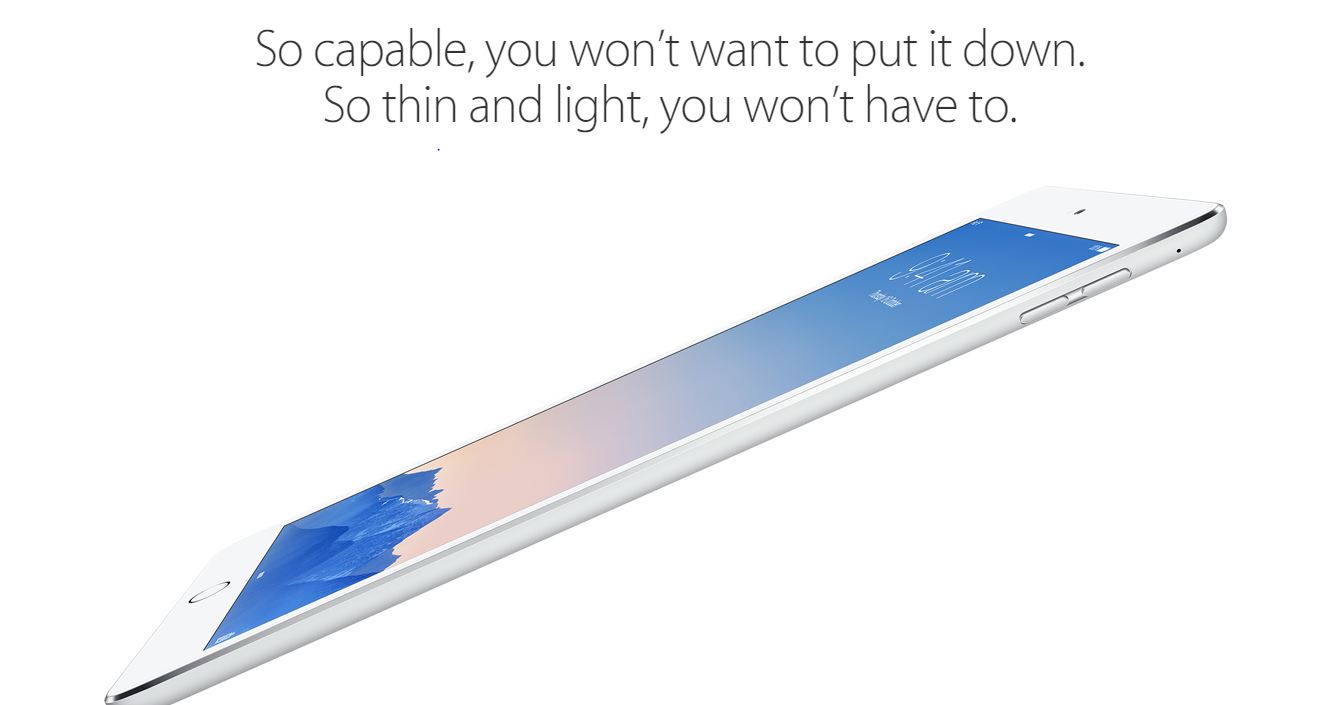 So capable, you won’t want to put it down.
So thin and light, you won’t have to.
9:41 am